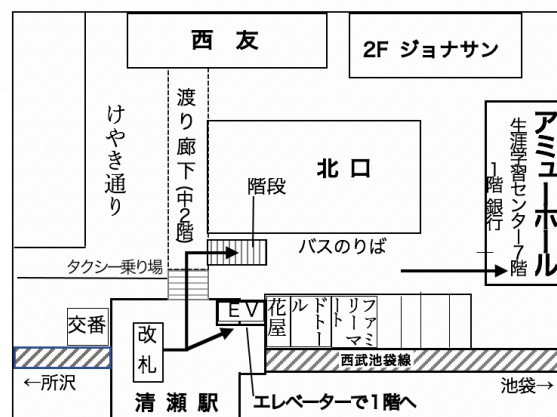 西 友
2F ジョナサン
けやき通り
渡り廊下(中2階)
北口
階段
アミューホール
生涯学習センター7階
1階 銀行
バスのりば
タクシー乗り場
交番
改札
EV
花屋
ドトール
ファミリーマート
西武池袋線
←所沢
池袋→
清瀬駅
エレベーターで1階へ